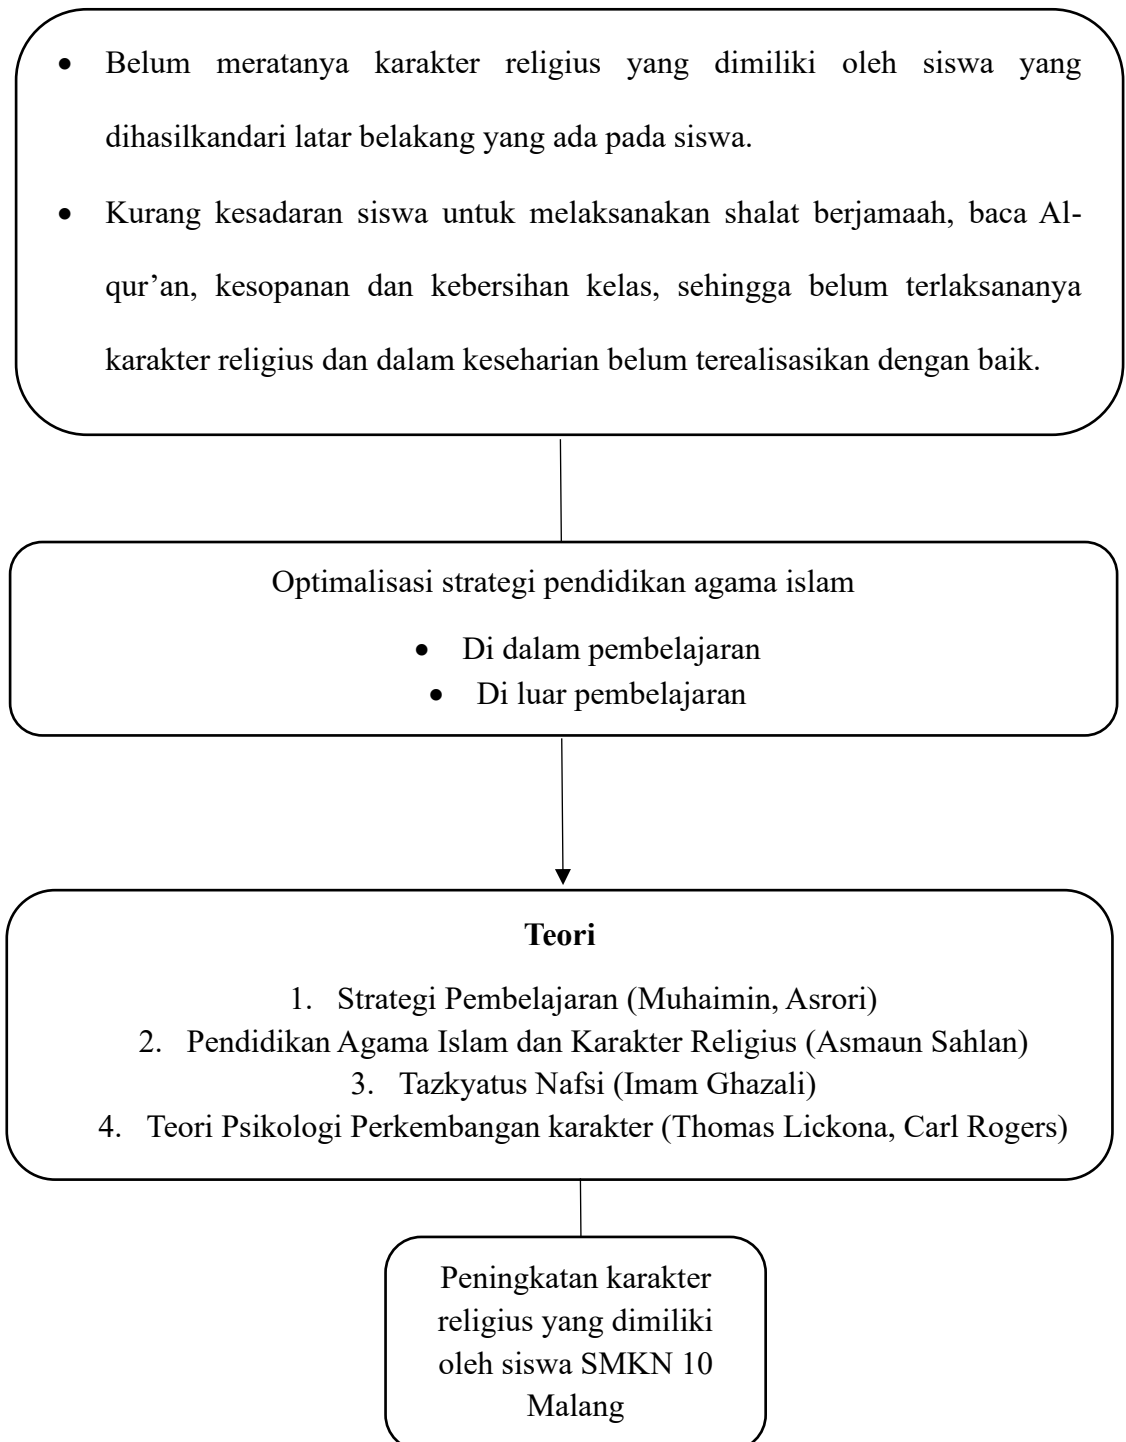 • Belum meratanya karakter religius yang dimiliki oleh siswa yang
dihasilkandari latar belakang yang ada pada siswa.
• Kurang kesadaran siswa untuk melaksanakan shalat berjamaah, baca Al-
qur’an, kesopanan dan kebersihan kelas, sehingga belum terlaksananya
karakter religius dan dalam keseharian belum terealisasikan dengan baik.
Optimalisasi strategi pendidikan agama islam
• Di dalam pembelajaran
• Di luar pembelajaran
Teori
1. Strategi Pembelajaran (Muhaimin, Asrori)
2. Pendidikan Agama Islam dan Karakter Religius (Asmaun Sahlan)
3. Tazkyatus Nafsi (Imam Ghazali)
4. Teori Psikologi Perkembangan karakter (Thomas Lickona, Carl Rogers)
Peningkatan karakter
religius yang dimiliki
oleh siswa SMKN 10
Malang